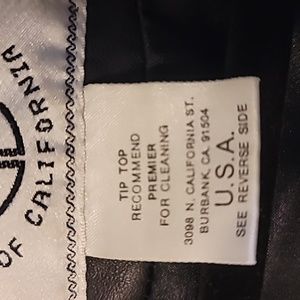 OF CALIFORNIA
TIP TOP
RECOMMEND
PREMIER
FOR CLEANING
3098 N. CALIFORNIA ST.
BURBANK, CA. 91504
U.S.A.
SEE REVERSE SIDE